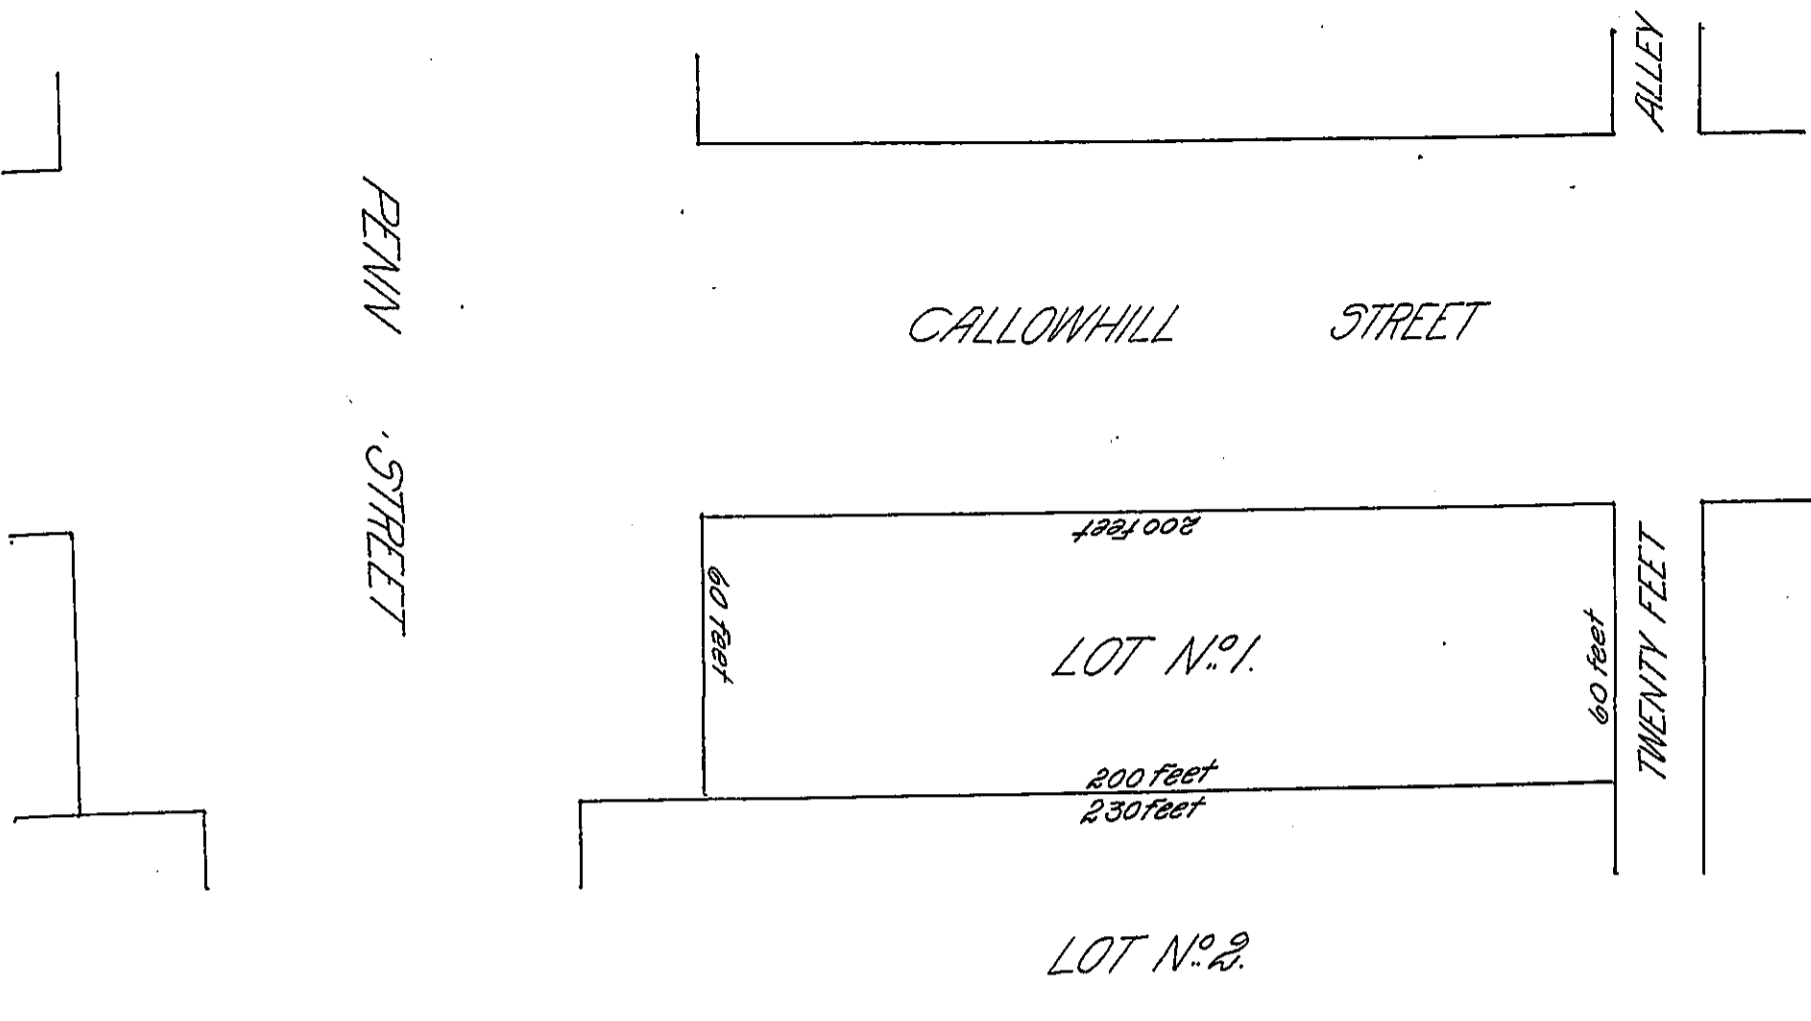 ALLEY
PENN STREET
CALLOWHILL STREET
200 feet
60 feet
LOT No. 1.
60 feet
TWENTY FEET
200 feet
230 feet
LOT No. 2.